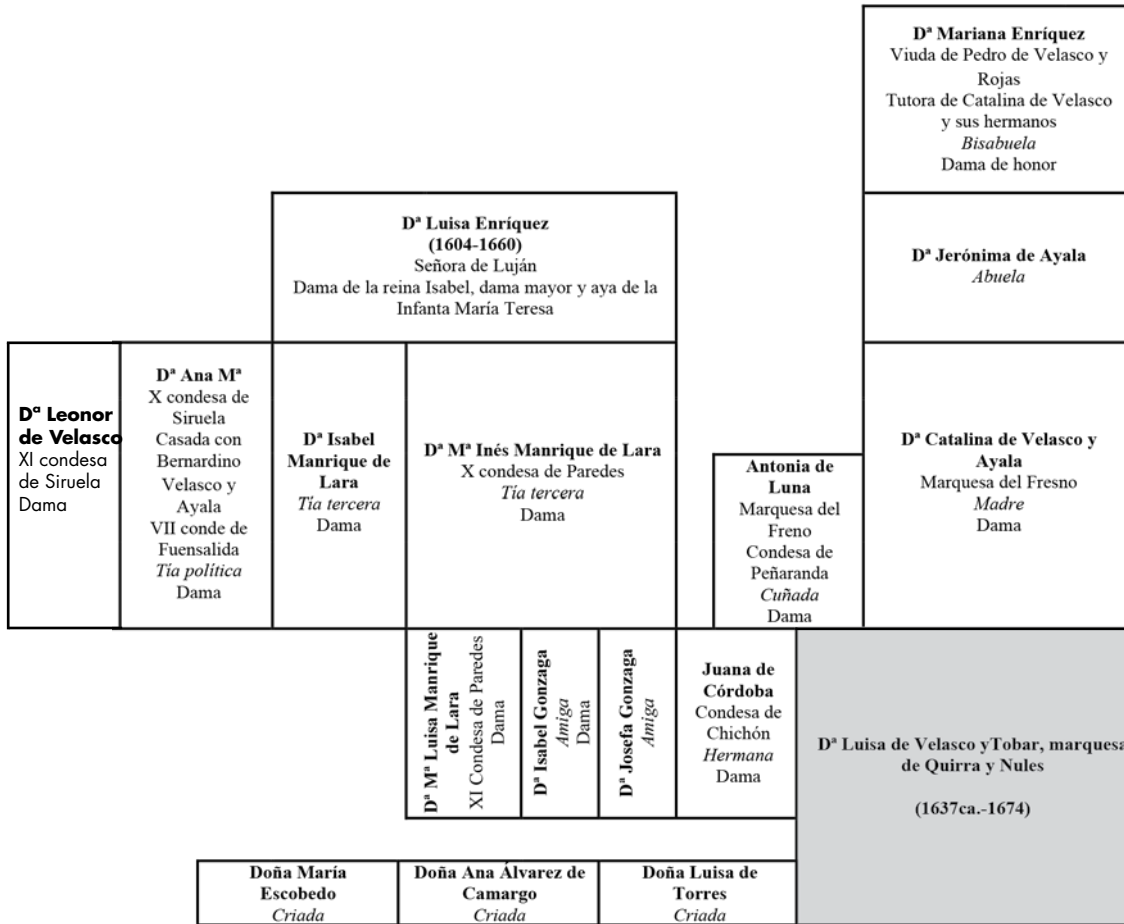 Dª Mariana Enríquez
Viuda de Pedro de Velasco y
Rojas
Tutora de Catalina de Velasco
y sus hermanos
Bisabuela
Dama de honor
Dª Luisa Enríquez
(1604-1660)
Señora de Luján
Dama de la reina Isabel, dama mayor y aya de la
Infanta María Teresa
Dª Jerónima de Ayala
Abuela
Dª Leonor
de Velasco
XI condesa
de Siruela
Dama
Dª Ana Mª
X condesa de
Siruela
Casada con
Bernardino
Velasco y
Ayala
VII conde de
Fuensalida
Tía política
Dama
Dª Isabel
Manrique de
Lara
Tía tercera
Dama
Dª Mª Inés Manrique de Lara
X condesa de Paredes
Tía tercera
Dama
Antonia de
Luna
Marquesa del
Freno
Condesa de
Peñaranda
Cuñada
Dama
Dª Catalina de Velasco y
Ayala
Marquesa del Fresno
Madre
Dama
Dª Mª Luisa Manrique
de Lara
XI Condesa de Paredes
Dama
Dª Isabel Gonzaga
Amiga
Dama
Dª Josefa Gonzaga
Amiga
Juana de
Córdoba
Condesa de
Chichón
Hermana
Dama
Dª Luisa de Velasco yTobar, marquesa
de Quirra y Nules
(1637ca.-1674)
Doña María
Escobedo
Criada
Doña Ana Álvarez de
Camargo
Criada
Doña Luisa de
Torres
Criada